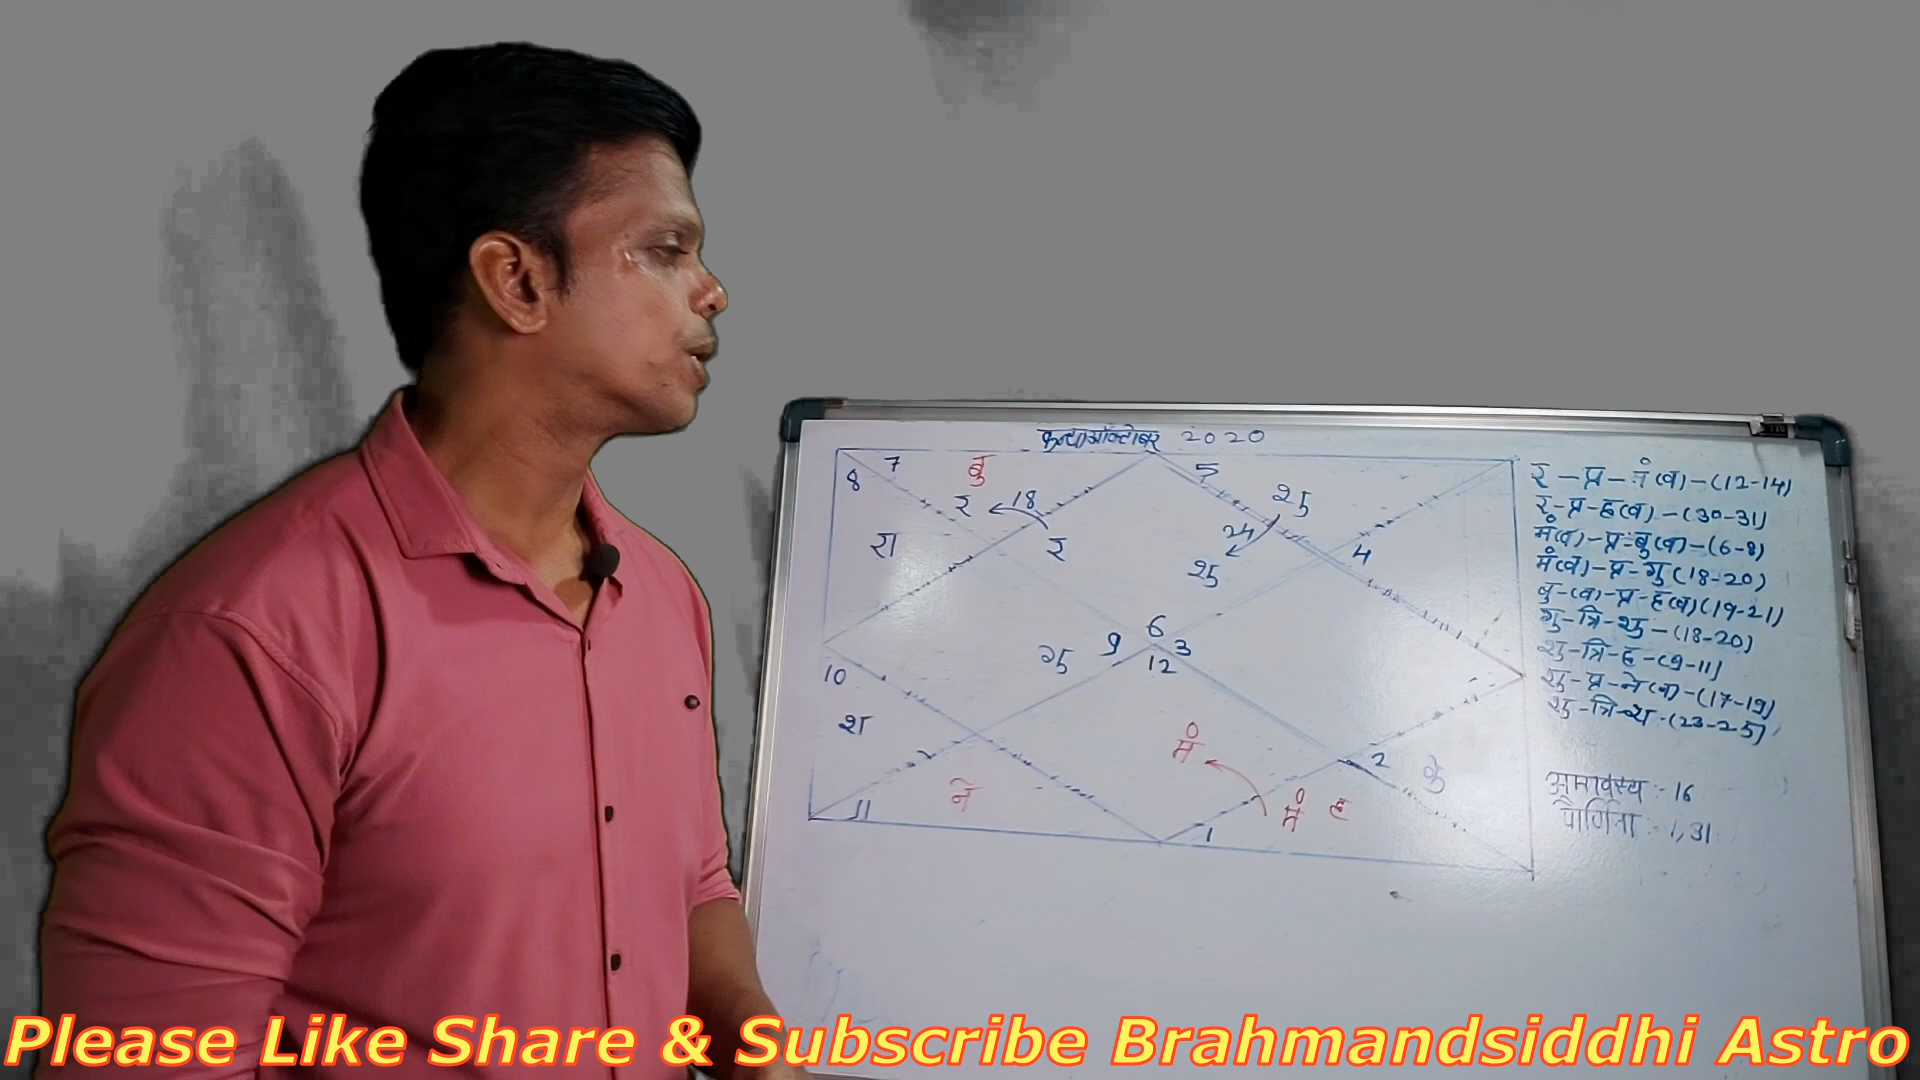 कन्या ऑक्टोबर 2020
8 7 बु 5 शु
र 18 24
रा र शु 4
6
गु 9 3
10 12
श मं 2 के
11 ने 1 मं ह
र - प्र - मं (व) - (12-14)
र - प्र - ह (व) - (30-31)
मं (व) - प्र - बु (व) - (6-8)
मं (व) - प्र - गु (18-20)
बु - (व) - प्र - ह (व) (19-21)
गु - त्रि - शु - (18-20)
शु - त्रि - ह - (9-11)
शु - प्र - ने (व) - (17-19)
शु - त्रि - श - (23-25)
अमावस्य :- 16
पौर्णिमा :- 1, 31
Please Like Share & Subscribe Brahmandsiddhi Astro